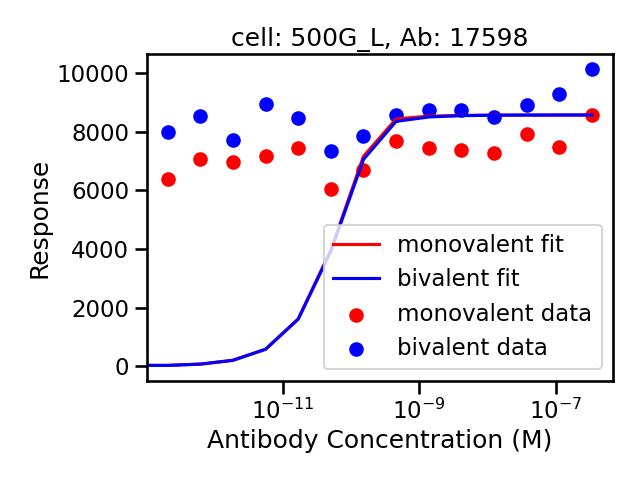 cell: 500G_L, Ab: 17598
10000
8000
6000
4000
2000
0
Response
monovalent fit
bivalent fit
monovalent data
bivalent data
10⁻¹¹
10⁻⁹
10⁻⁷
Antibody Concentration (M)